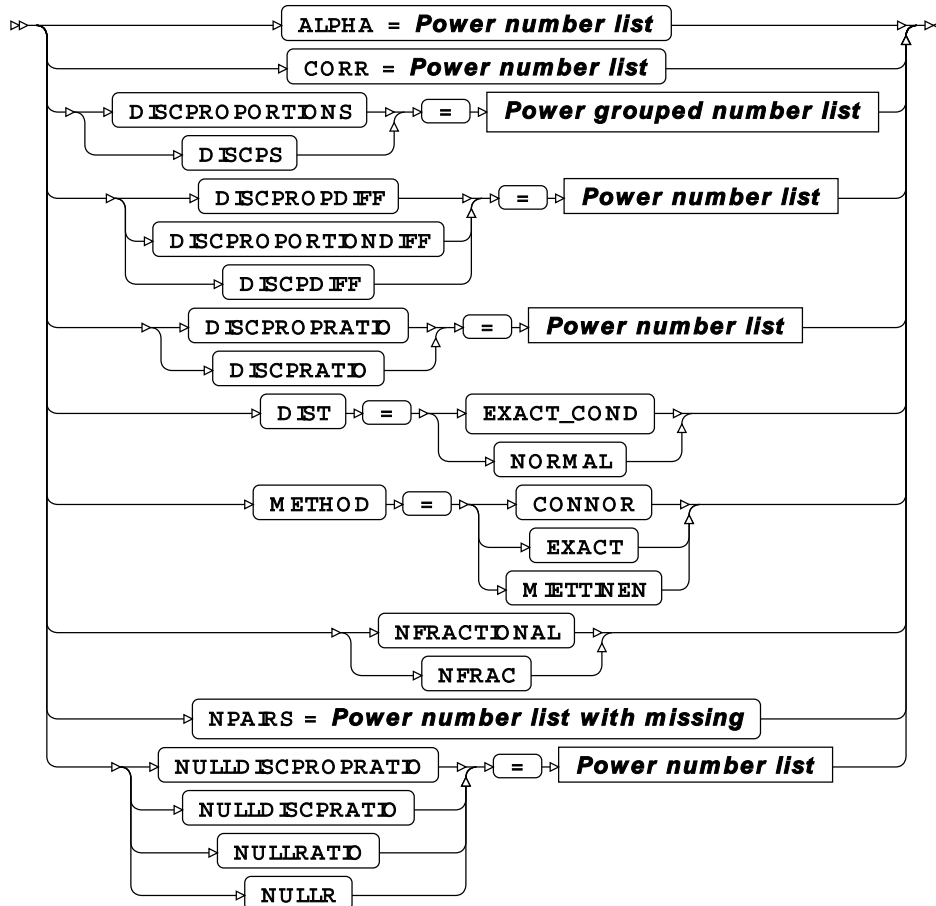 ALPHA = Power number list
CORR = Power number list
DISCPROPORTIONS = Power grouped number list
DISCPS
DISCPROPDIFF = Power number list
DISCPROPORTIONDIFF
DISCPDIFF
DISCPROPRATIO = Power number list
DISCPRATIO
DIST = EXACT_COND
NORMAL
METHOD = CONNOR
EXACT
MIETTINEN
NFRACTIONAL
NFRAC
NPAIRS = Power number list with missing
NULLDISCPROPRATIO = Power number list
NULLDISCPRATIO
NULLRATIO
NULLR